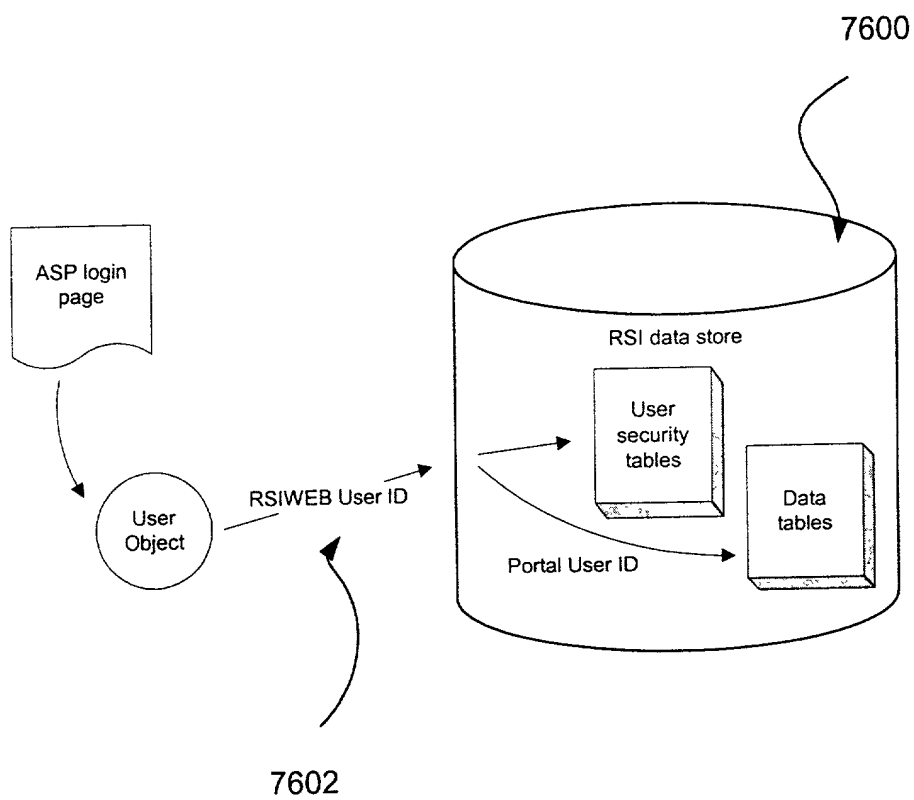 7600
ASP login
page
RSI data store
User
security
tables
Data
tables
RSIWEB User ID
User
Object
Portal User ID
7602